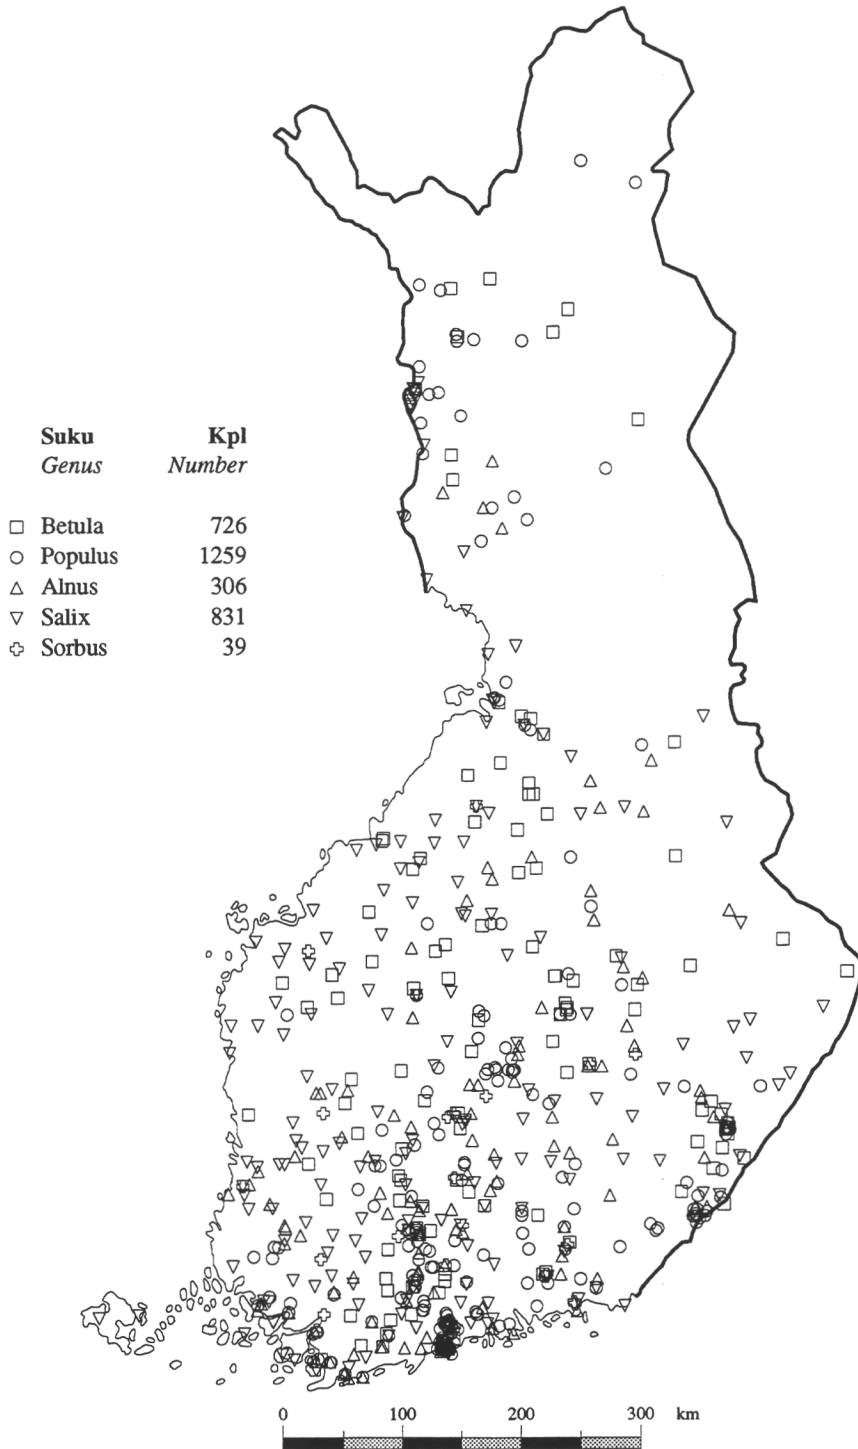 Suku Kpl
Genus Number
Betula 726
Populus 1259
Alnus 306
Salix 831
Sorbus 39
0 100 200 300 km